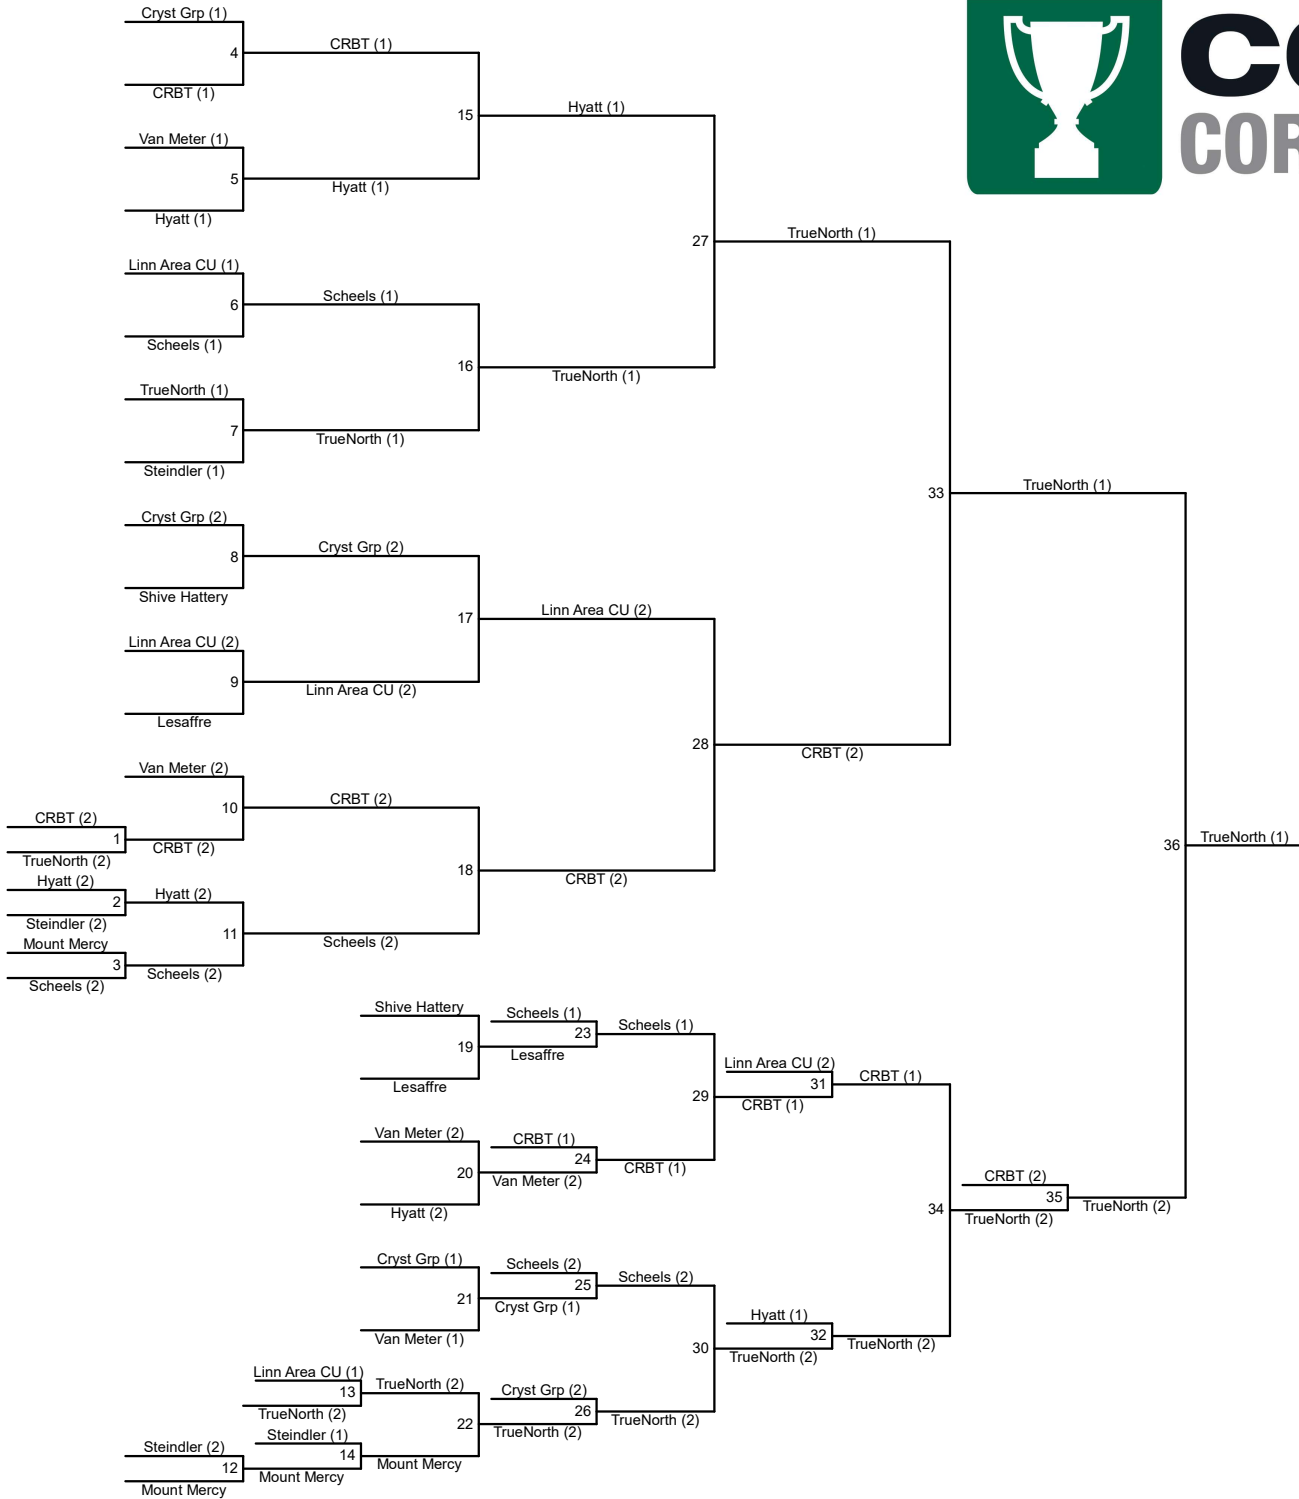 Cryst Grp (1)
4
CRBT (1)
CRBT (1)
Van Meter (1)
5
Hyatt (1)
15
Hyatt (1)
Hyatt (1)
Linn Area CU (1)
6
Scheels (1)
Scheels (1)
TrueNorth (1)
7
Steindler (1)
16
TrueNorth (1)
TrueNorth (1)
27
TrueNorth (1)
Cryst Grp (2)
8
Shive Hattery
Cryst Grp (2)
17
Linn Area CU (2)
Linn Area CU (2)
9
Lesaffre
Linn Area CU (2)
28
CRBT (2)
33
TrueNorth (1)
Van Meter (2)
10
CRBT (2)
CRBT (2)
1
TrueNorth (2)
CRBT (2)
Hyatt (2)
2
Steindler (2)
Hyatt (2)
11
Mount Mercy
3
Scheels (2)
Scheels (2)
18
CRBT (2)
Scheels (2)
36
TrueNorth (1)
Shive Hattery
19
Lesaffre
Scheels (1)
23
Lesaffre
Scheels (1)
29
Linn Area CU (2)
31
CRBT (1)
CRBT (1)
Van Meter (2)
20
Hyatt (2)
CRBT (1)
24
Van Meter (2)
CRBT (1)
34
CRBT (2)
35
TrueNorth (2)
TrueNorth (2)
Cryst Grp (1)
21
Van Meter (1)
Scheels (2)
25
Cryst Grp (1)
Scheels (2)
30
Hyatt (1)
32
TrueNorth (2)
TrueNorth (2)
Linn Area CU (1)
13
TrueNorth (2)
TrueNorth (2)
22
Cryst Grp (2)
26
TrueNorth (2)
TrueNorth (2)
Steindler (2)
12
Mount Mercy
Steindler (1)
14
Mount Mercy
Mount Mercy